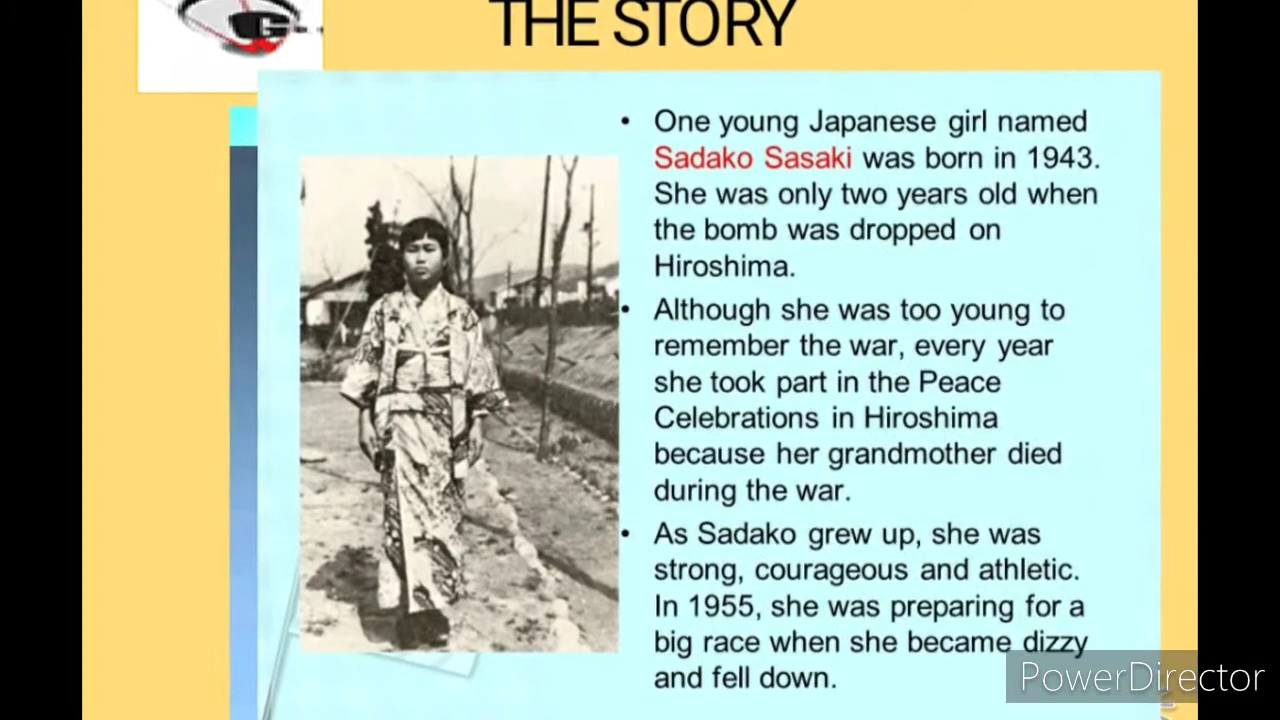 THE STORY
• One young Japanese girl named
Sadako Sasaki was born in 1943.
She was only two years old when
the bomb was dropped on
Hiroshima.
• Although she was too young to
remember the war, every year
she took part in the Peace
Celebrations in Hiroshima
because her grandmother died
during the war.
• As Sadako grew up, she was
strong, courageous and athletic.
In 1955, she was preparing for a
big race when she became dizzy
and fell down.
PowerDirector